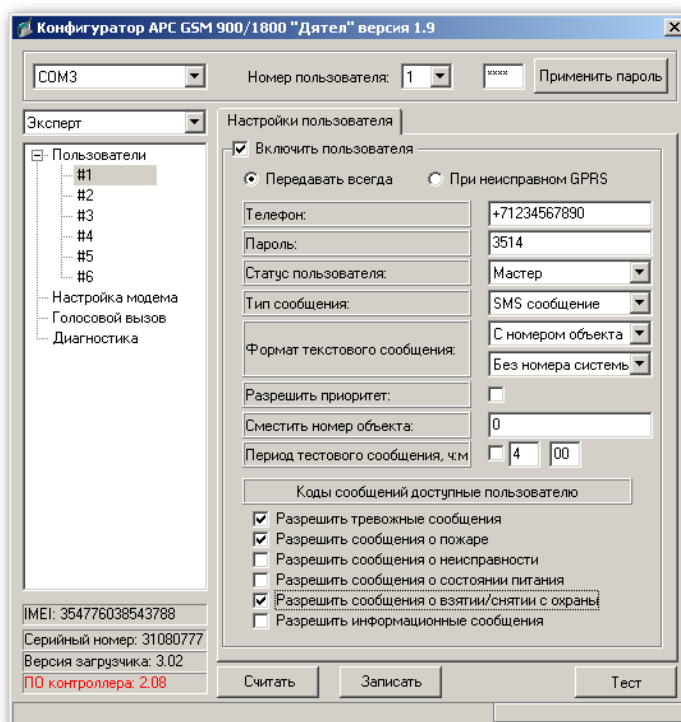 Конфигуратор АРС GSM 900/1800 "Дятел" версия 1.9
COM3
Номер пользователя: 1 **** Применить пароль
Эксперт
Пользователи
#1
#2
#3
#4
#5
#6
Настройка модема
Голосовой вызов
Диагностика
IMEI: 354776038543788
Серийный номер: 31080777
Версия загрузчика: 3.02
ПО контроллера: 2.08
Настройки пользователя
Включить пользователя
Передавать всегда При неисправном GPRS
Телефон: +71234567890
Пароль: 3514
Статус пользователя: Мастер
Тип сообщения: SMS сообщение
Формат текстового сообщения: С номером объекта
Без номера системь
Разрешить приоритет:
Сместить номер объекта: 0
Период тестового сообщения, ч:м 4 00
Коды сообщений доступные пользователю
Разрешить тревожные сообщения
Разрешить сообщения о пожаре
Разрешить сообщения о неисправности
Разрешить сообщения о состоянии питания
Разрешить сообщения о взятии/снятии с охраны
Разрешить информационные сообщения
Считать Записать Тест